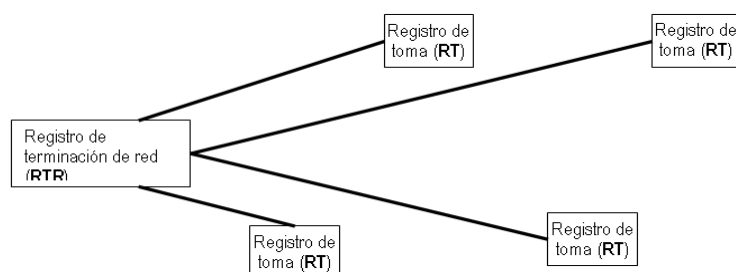 Registro de
toma (RT)
Registro de
toma (RT)
Registro de
terminación de red
(RTR)
Registro de
toma (RT)
Registro de
toma (RT)